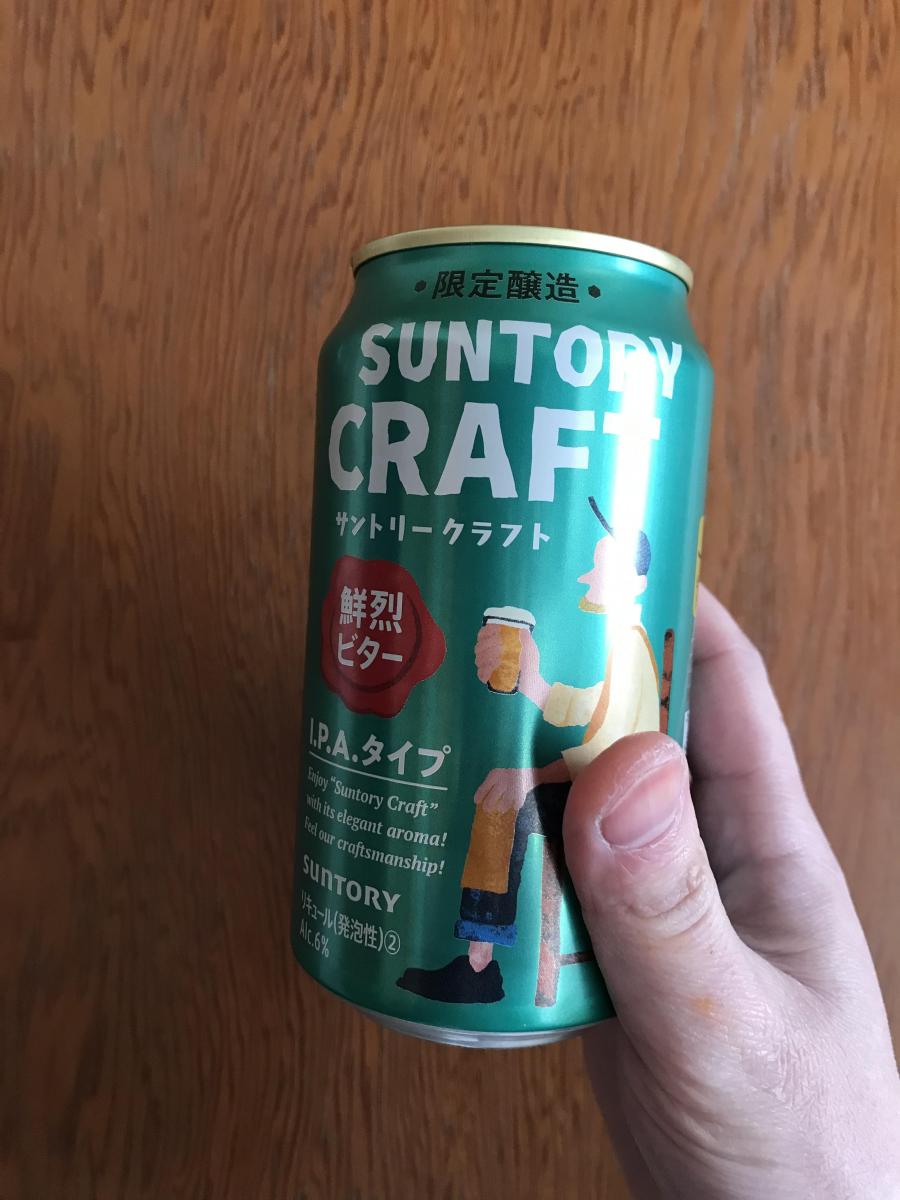 ・限定醸造・
SUNTORY
CRAFT
サントリークラフト
鮮烈
ビター
I.P.A.タイプ
Enjoy "Suntory Craft"
with its elegant aroma!
Feel our craftsmanship!
SUNTORY
リキュール(発泡性)②
Alc.6%